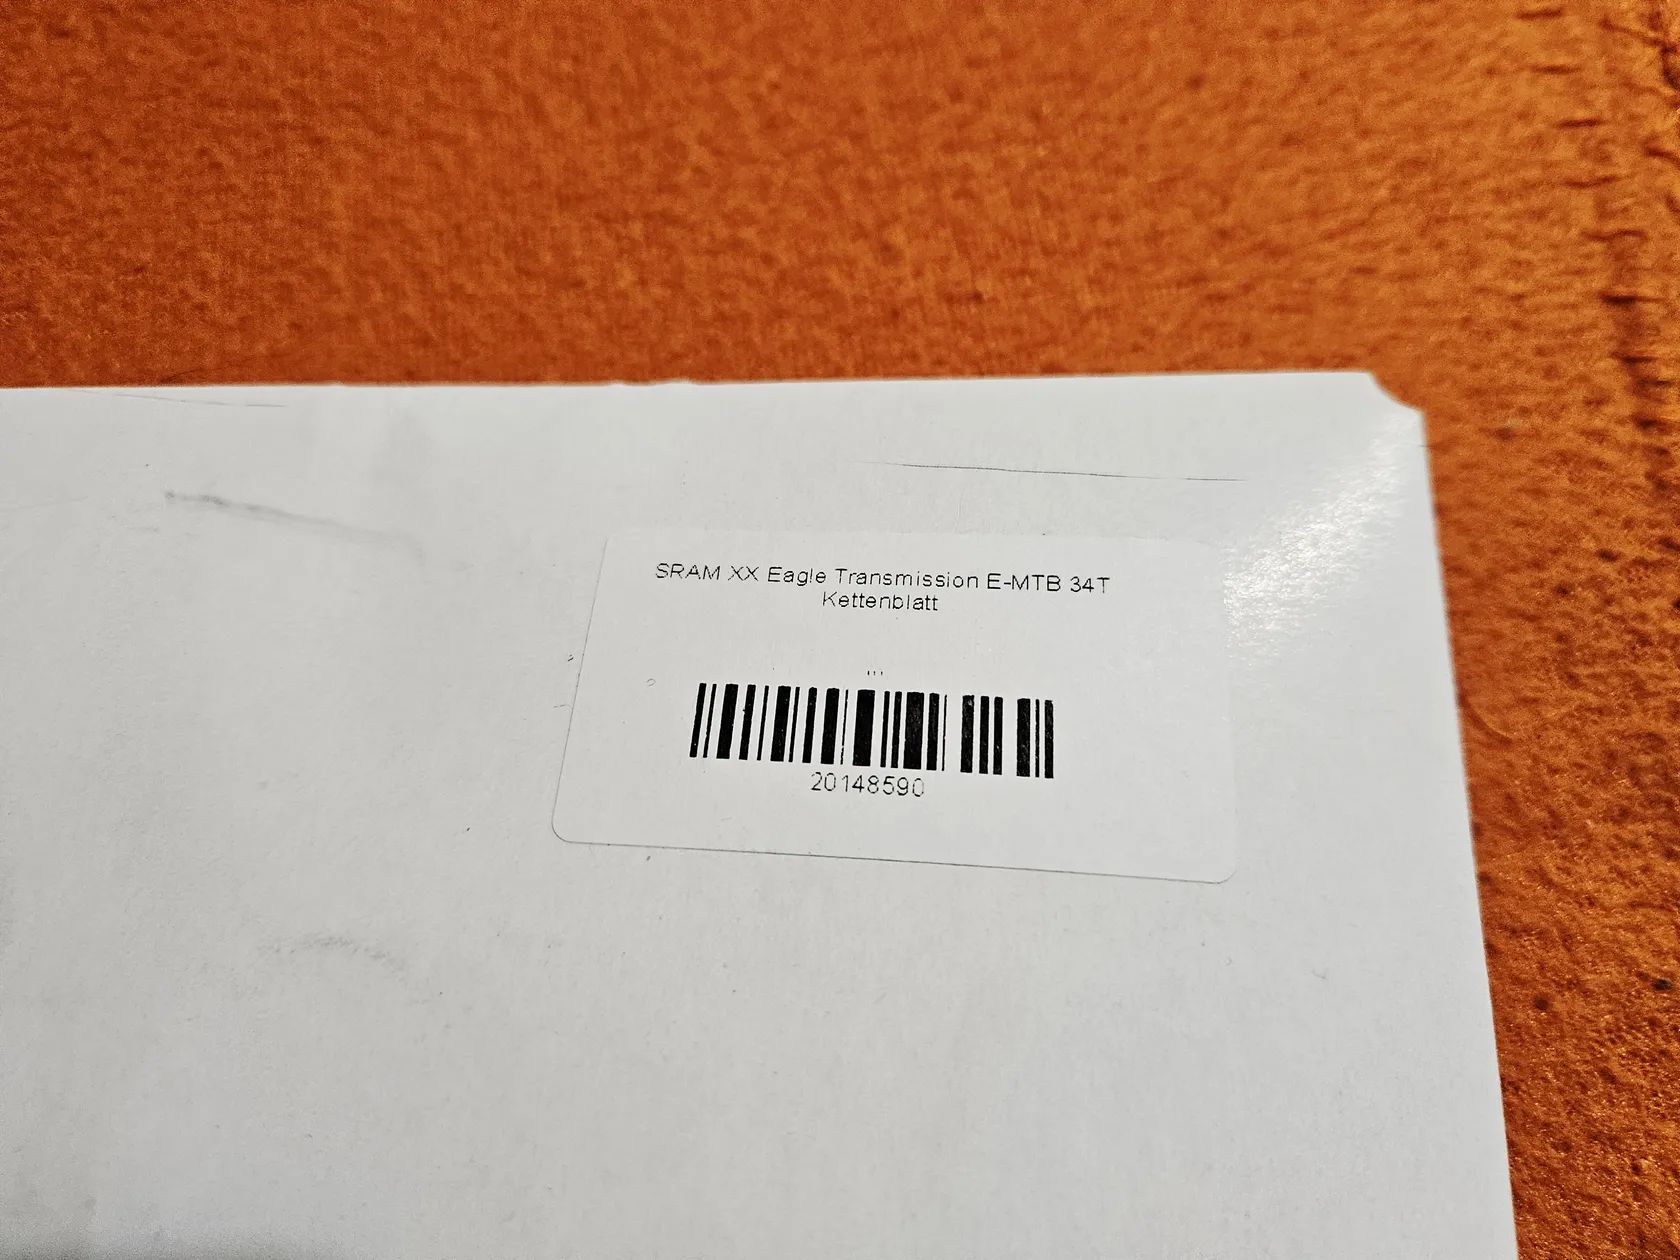 SRAM XX Eagle Transmission E-MTB 34T
Kettenblatt
20148590